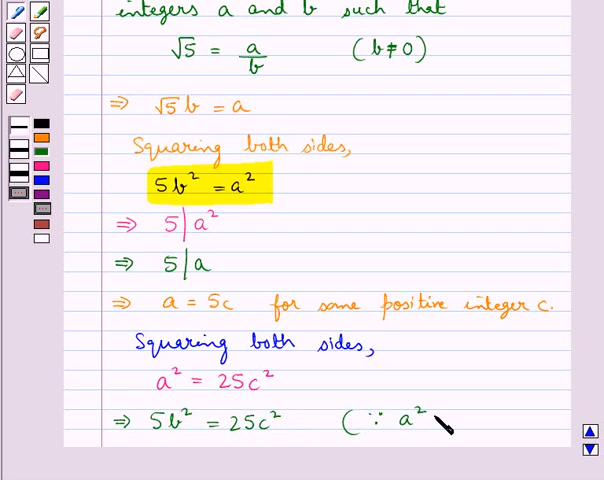 integers a and b such that
√5 = a/b (b≠0)
⇒ √5 b = a
Squaring both sides,
5b² = a²
⇒ 5|a²
⇒ 5|a
⇒ a = 5c for some positive integer c.
Squaring both sides,
a² = 25c²
⇒ 5b² = 25c² (∵ a²